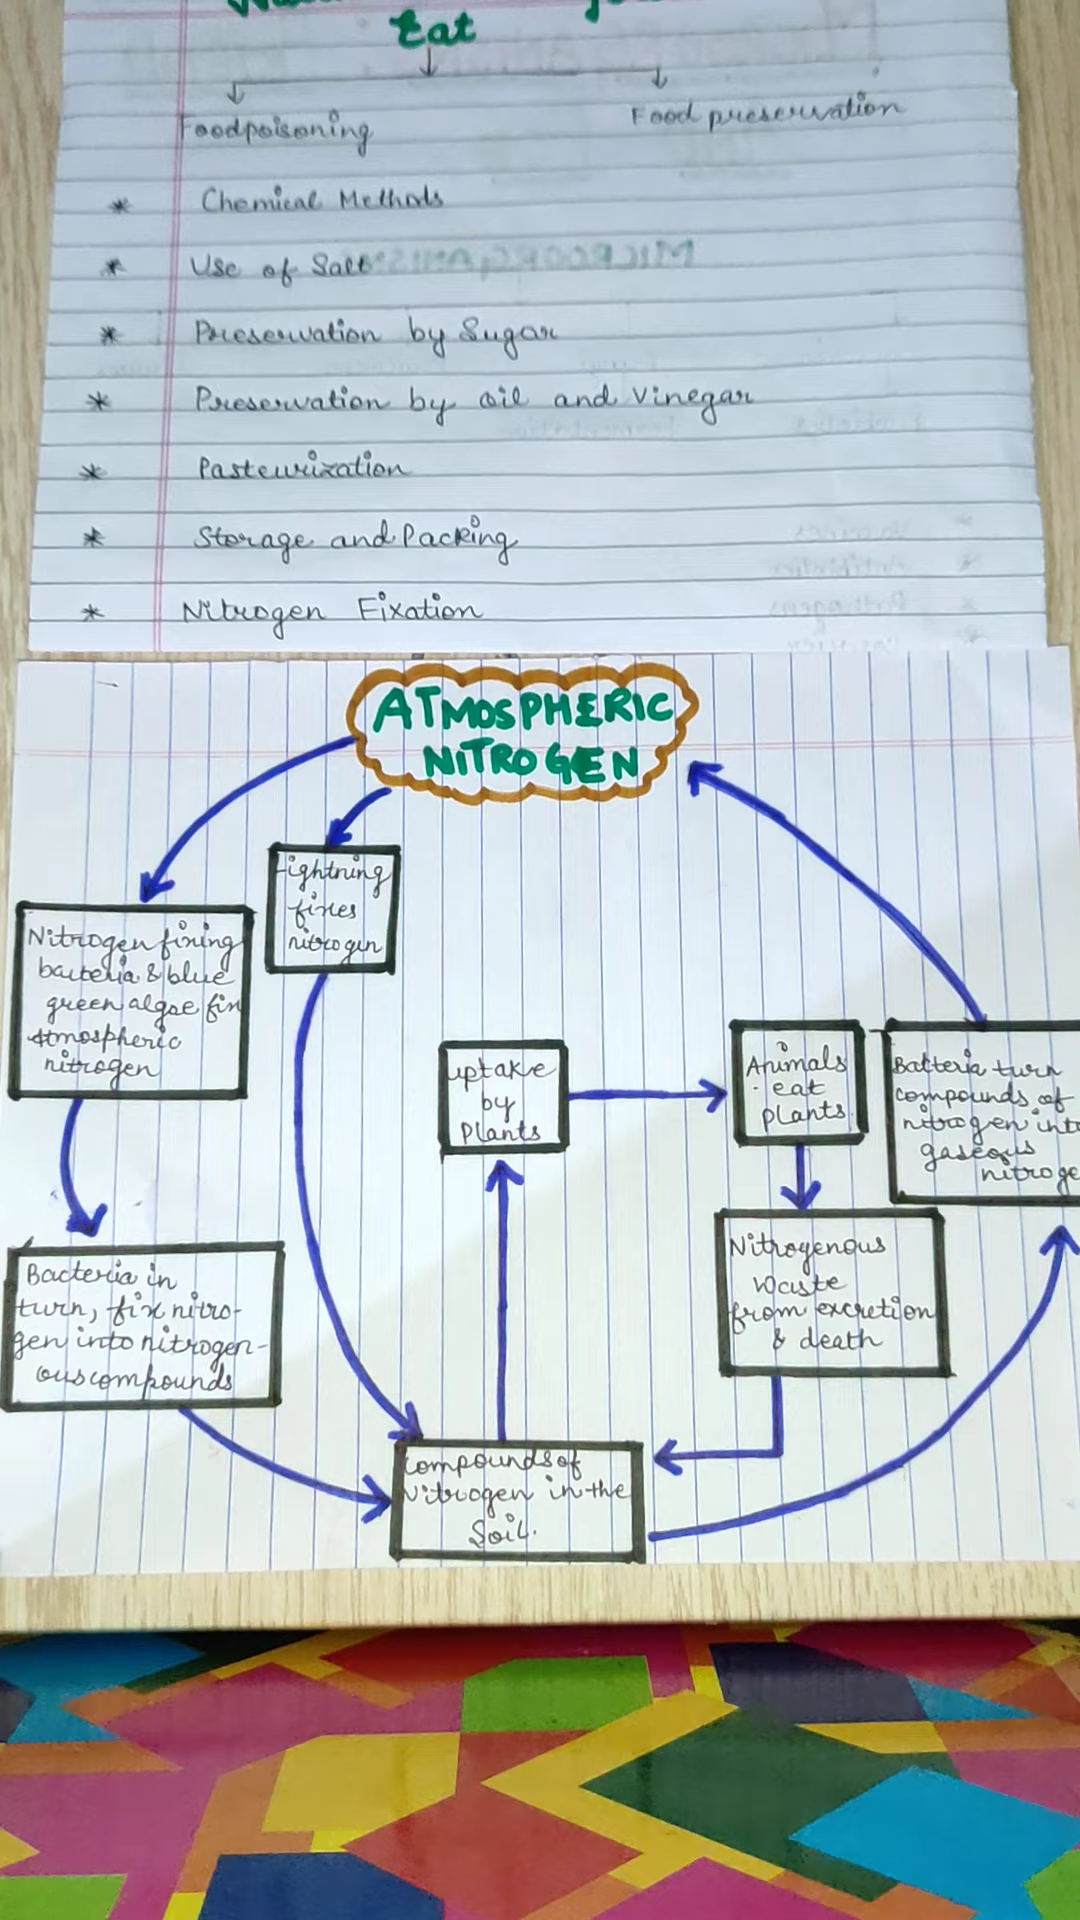 Eat
Foodpoisoning
Food preservation
* Chemical Methods
* Use of Salt
* Preservation by Sugar
* Preservation by oil and vinegar
* Pasteurization
* Storage and Packing
* Nitrogen Fixation
ATMOSPHERIC
NITROGEN
Lightning
fixes
nitrogen
Nitrogen fixing
bacteria & blue
green algae fix
atmospheric
nitrogen
uptake
by
Plants
Animals
eat
plants.
Bacteria turn
compounds of
nitrogen into
gaseous
nitroge
Bacteria in
turn, fix nitro-
gen into nitrogen-
ous compounds
Nitrogenous
waste
from excretion
& death
Compounds of
Nitrogen in the
Soil.